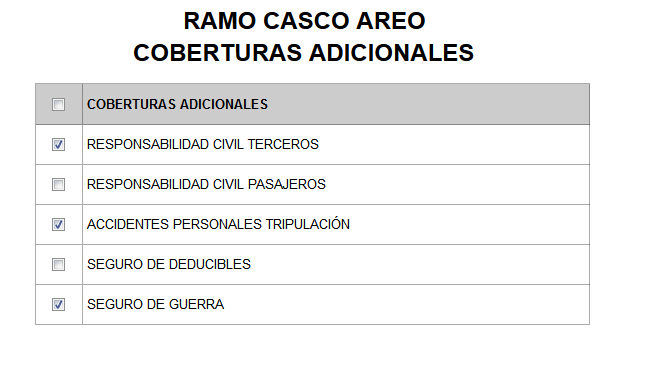 RAMO CASCO AREO
COBERTURAS ADICIONALES
COBERTURAS ADICIONALES
RESPONSABILIDAD CIVIL TERCEROS
RESPONSABILIDAD CIVIL PASAJEROS
ACCIDENTES PERSONALES TRIPULACIÓN
SEGURO DE DEDUCIBLES
SEGURO DE GUERRA